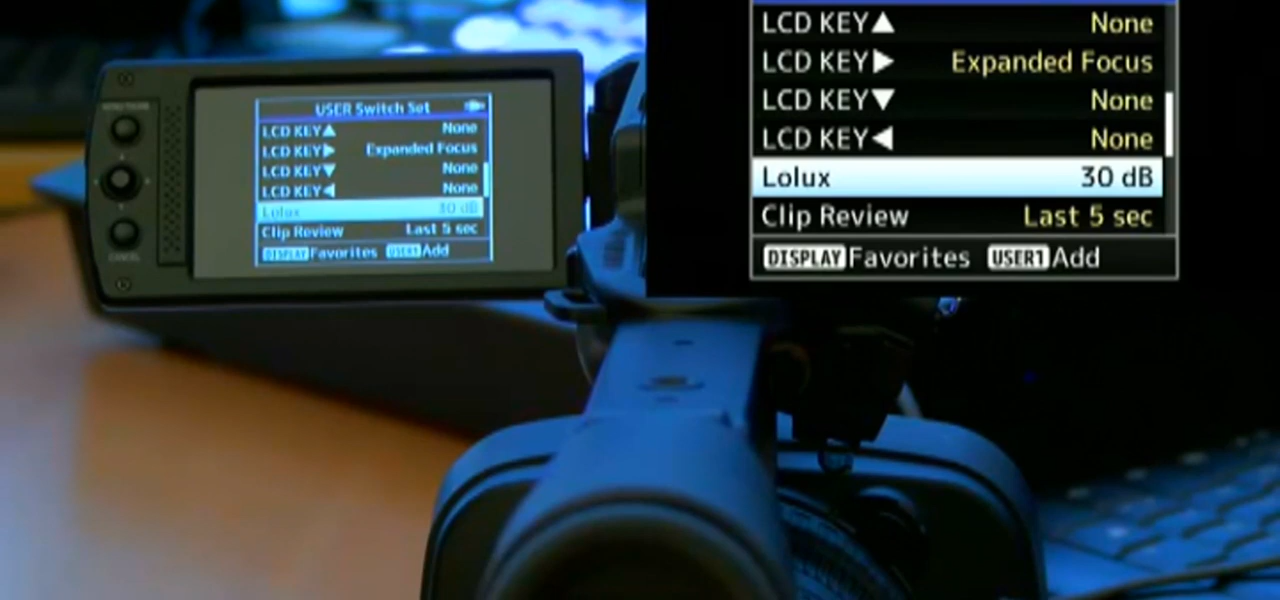 USER Switch Set
LCD KEY▲ None
LCD KEY▶ Expanded Focus
LCD KEY▼ None
LCD KEY◀ None
Lolux 30 dB
Clip Review Last 5 sec
DISPLAY Favorites USER1 Add
CANCEL
LCD KEY▲ None
LCD KEY▶ Expanded Focus
LCD KEY▼ None
LCD KEY◀ None
Lolux 30 dB
Clip Review Last 5 sec
DISPLAY Favorites USER1 Add